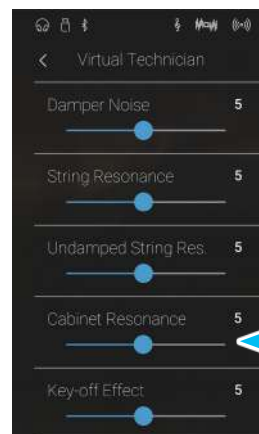 Virtual Technician
Damper Noise 5
String Resonance 5
Undamped String Res. 5
Cabinet Resonance 5
Key-off Effect 5